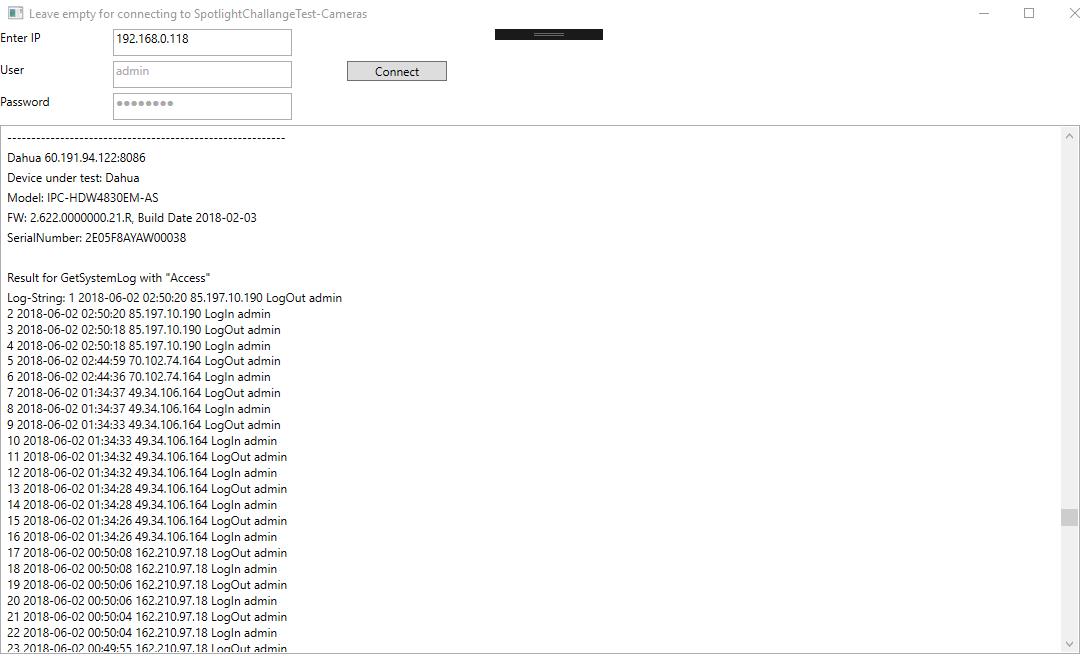 Leave empty for connecting to SpotlightChallangeTest-Cameras
Enter IP
192.168.0.118
User
admin
Connect
Password
••••••••
------------------------------------------------------------
Dahua 60.191.94.122:8086
Device under test: Dahua
Model: IPC-HDW4830EM-AS
FW: 2.622.0000000.21.R, Build Date 2018-02-03
SerialNumber: 2E05F8AYAW00038
Result for GetSystemLog with "Access"
Log-String: 1 2018-06-02 02:50:20 85.197.10.190 LogOut admin
2 2018-06-02 02:50:20 85.197.10.190 LogIn admin
3 2018-06-02 02:50:18 85.197.10.190 LogOut admin
4 2018-06-02 02:50:18 85.197.10.190 LogIn admin
5 2018-06-02 02:44:59 70.102.74.164 LogOut admin
6 2018-06-02 02:44:36 70.102.74.164 LogIn admin
7 2018-06-02 01:34:37 49.34.106.164 LogOut admin
8 2018-06-02 01:34:37 49.34.106.164 LogIn admin
9 2018-06-02 01:34:33 49.34.106.164 LogOut admin
10 2018-06-02 01:34:33 49.34.106.164 LogIn admin
11 2018-06-02 01:34:32 49.34.106.164 LogOut admin
12 2018-06-02 01:34:32 49.34.106.164 LogIn admin
13 2018-06-02 01:34:28 49.34.106.164 LogOut admin
14 2018-06-02 01:34:28 49.34.106.164 LogIn admin
15 2018-06-02 01:34:26 49.34.106.164 LogOut admin
16 2018-06-02 01:34:26 49.34.106.164 LogIn admin
17 2018-06-02 00:50:08 162.210.97.18 LogOut admin
18 2018-06-02 00:50:08 162.210.97.18 LogIn admin
19 2018-06-02 00:50:06 162.210.97.18 LogOut admin
20 2018-06-02 00:50:06 162.210.97.18 LogIn admin
21 2018-06-02 00:50:04 162.210.97.18 LogOut admin
22 2018-06-02 00:50:04 162.210.97.18 LogIn admin
23 2018-06-02 00:49:55 162.210.97.18 LogOut admin